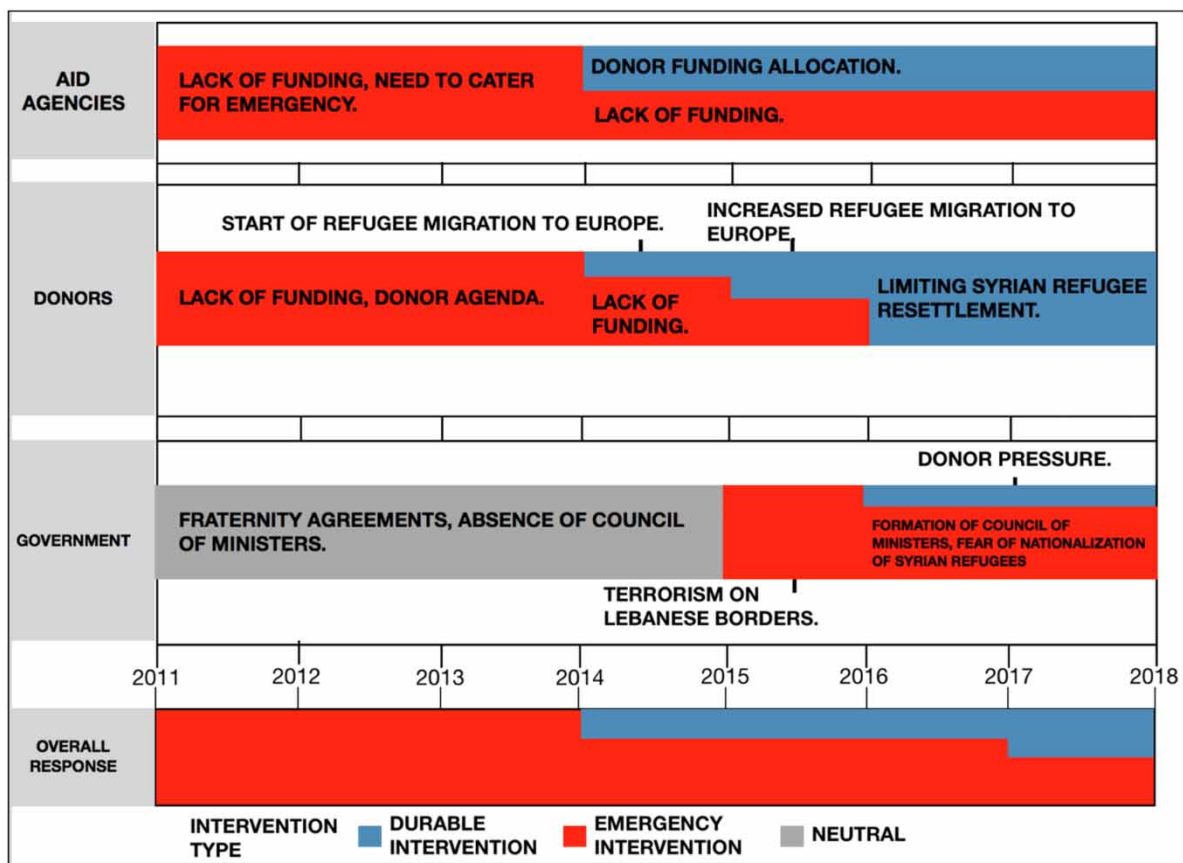 AID
AGENCIES
LACK OF FUNDING, NEED TO CATER
FOR EMERGENCY.
DONOR FUNDING ALLOCATION.
LACK OF FUNDING.
START OF REFUGEE MIGRATION TO EUROPE.
INCREASED REFUGEE MIGRATION TO
EUROPE.
DONORS
LACK OF FUNDING, DONOR AGENDA.
LACK OF
FUNDING.
LIMITING SYRIAN REFUGEE
RESETTLEMENT.
DONOR PRESSURE.
GOVERNMENT
FRATERNITY AGREEMENTS, ABSENCE OF COUNCIL
OF MINISTERS.
FORMATION OF COUNCIL OF
MINISTERS, FEAR OF NATIONALIZATION
OF SYRIAN REFUGEES
TERRORISM ON
LEBANESE BORDERS.
2011 2012 2013 2014 2015 2016 2017 2018
OVERALL
RESPONSE
INTERVENTION
TYPE
DURABLE
INTERVENTION
EMERGENCY
INTERVENTION
NEUTRAL